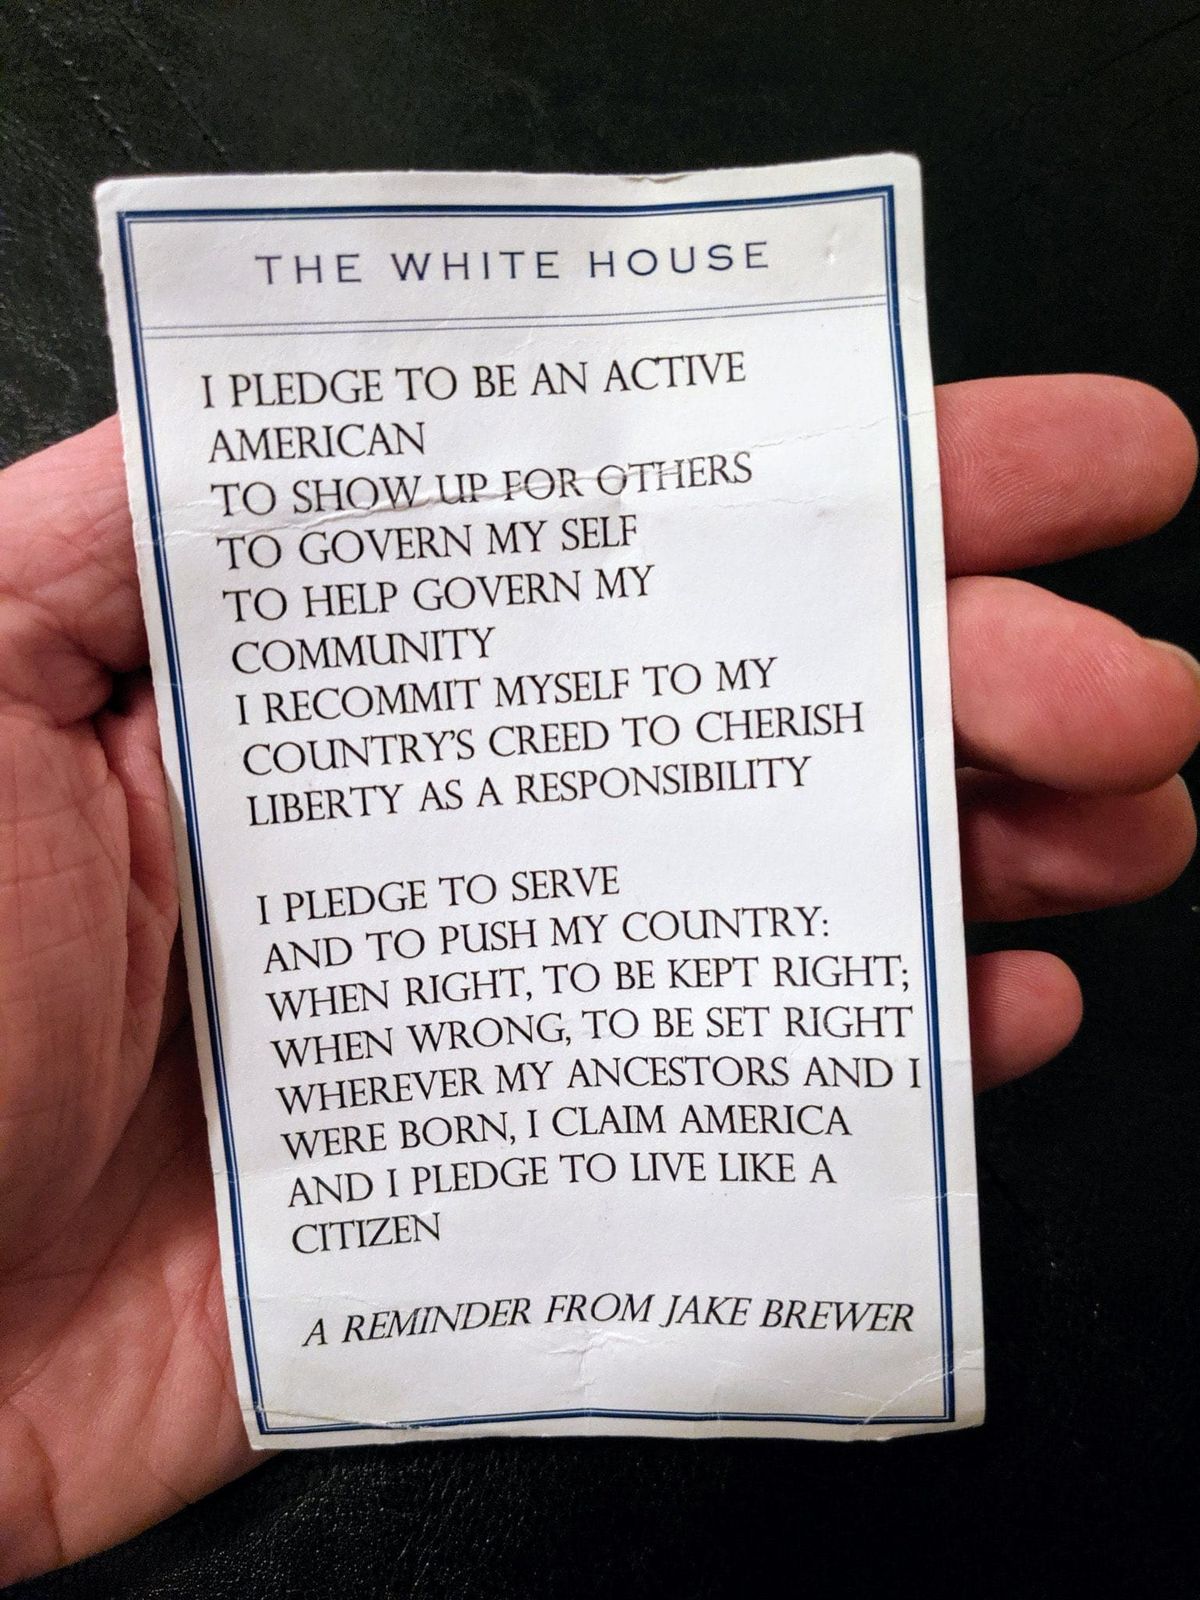 THE WHITE HOUSE
I PLEDGE TO BE AN ACTIVE
AMERICAN
TO SHOW UP FOR OTHERS
TO GOVERN MY SELF
TO HELP GOVERN MY
COMMUNITY
I RECOMMIT MYSELF TO MY
COUNTRY'S CREED TO CHERISH
LIBERTY AS A RESPONSIBILITY
I PLEDGE TO SERVE
AND TO PUSH MY COUNTRY:
WHEN RIGHT, TO BE KEPT RIGHT;
WHEN WRONG, TO BE SET RIGHT
WHEREVER MY ANCESTORS AND I
WERE BORN, I CLAIM AMERICA
AND I PLEDGE TO LIVE LIKE A
CITIZEN
A REMINDER FROM JAKE BREWER